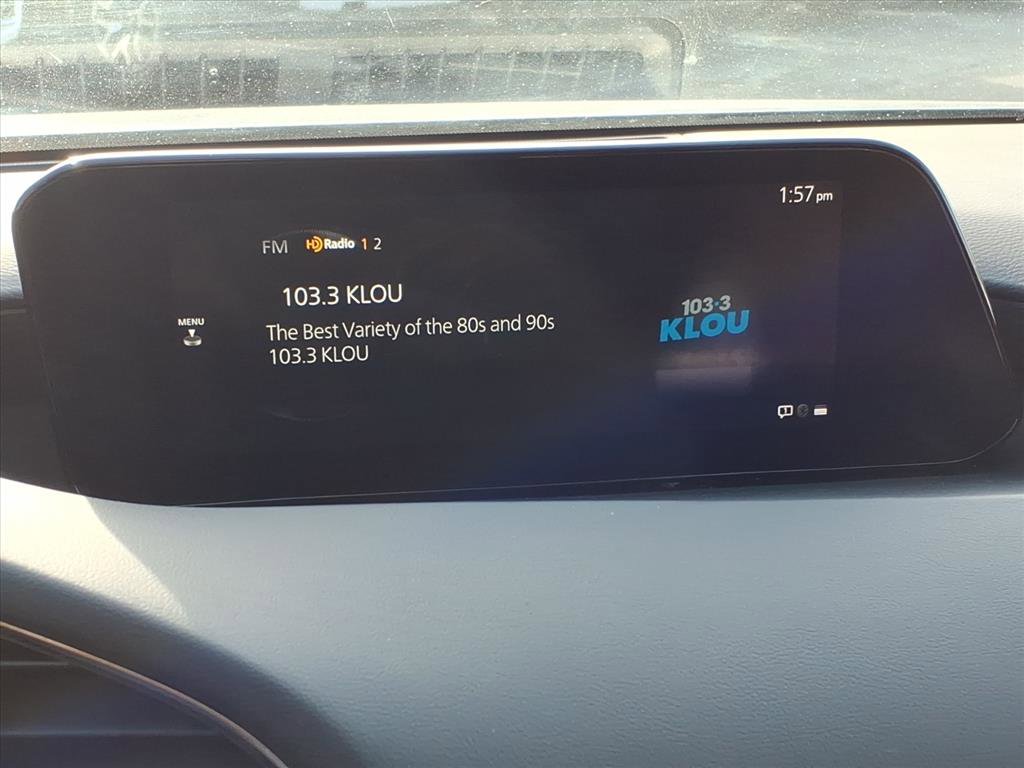 1:57 pm
FM HD Radio 1 2
103.3 KLOU
MENU
The Best Variety of the 80s and 90s
103.3 KLOU
103·3
KLOU